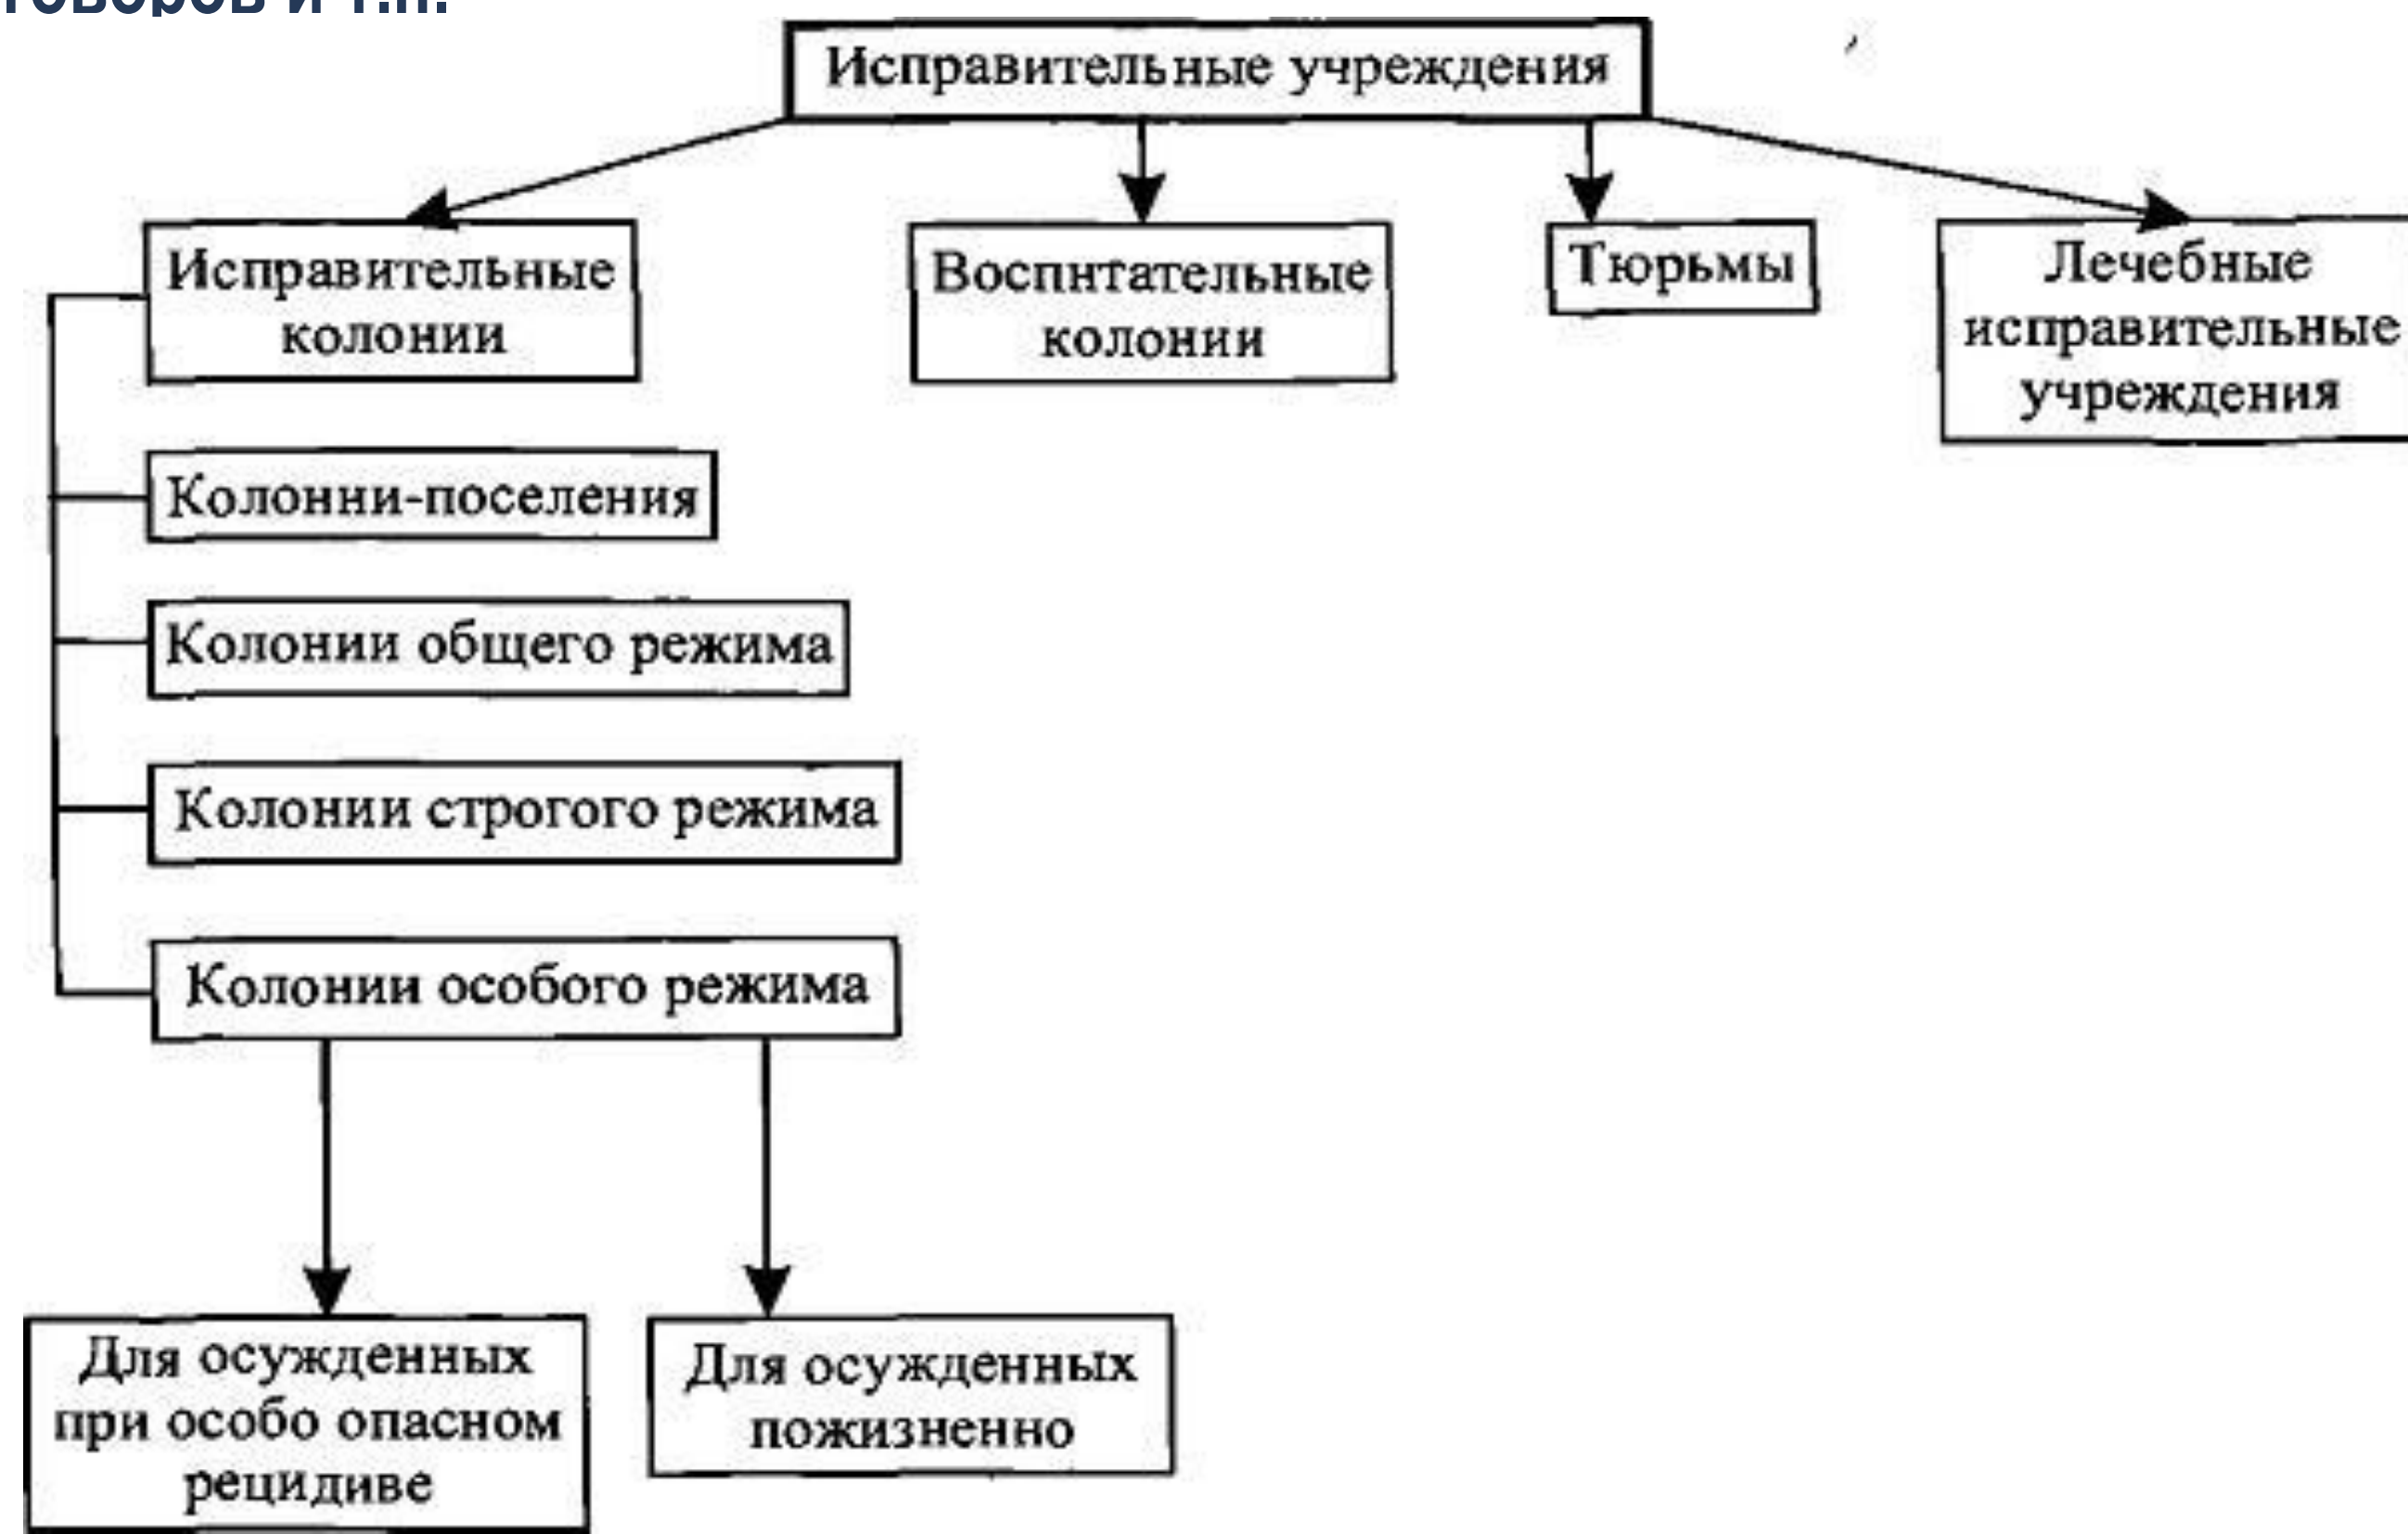 и т.п.
Исправительные учреждения
Исправительные
колонии
Воспнтательные
колонии
Тюрьмы
Лечебные
исправительные
учреждения
Колонни-поселения
Колонии общего режима
Колонии строгого режима
Колонии особого режима
Для осужденных
при особо опасном
рецидиве
Для осужденных
пожизненно